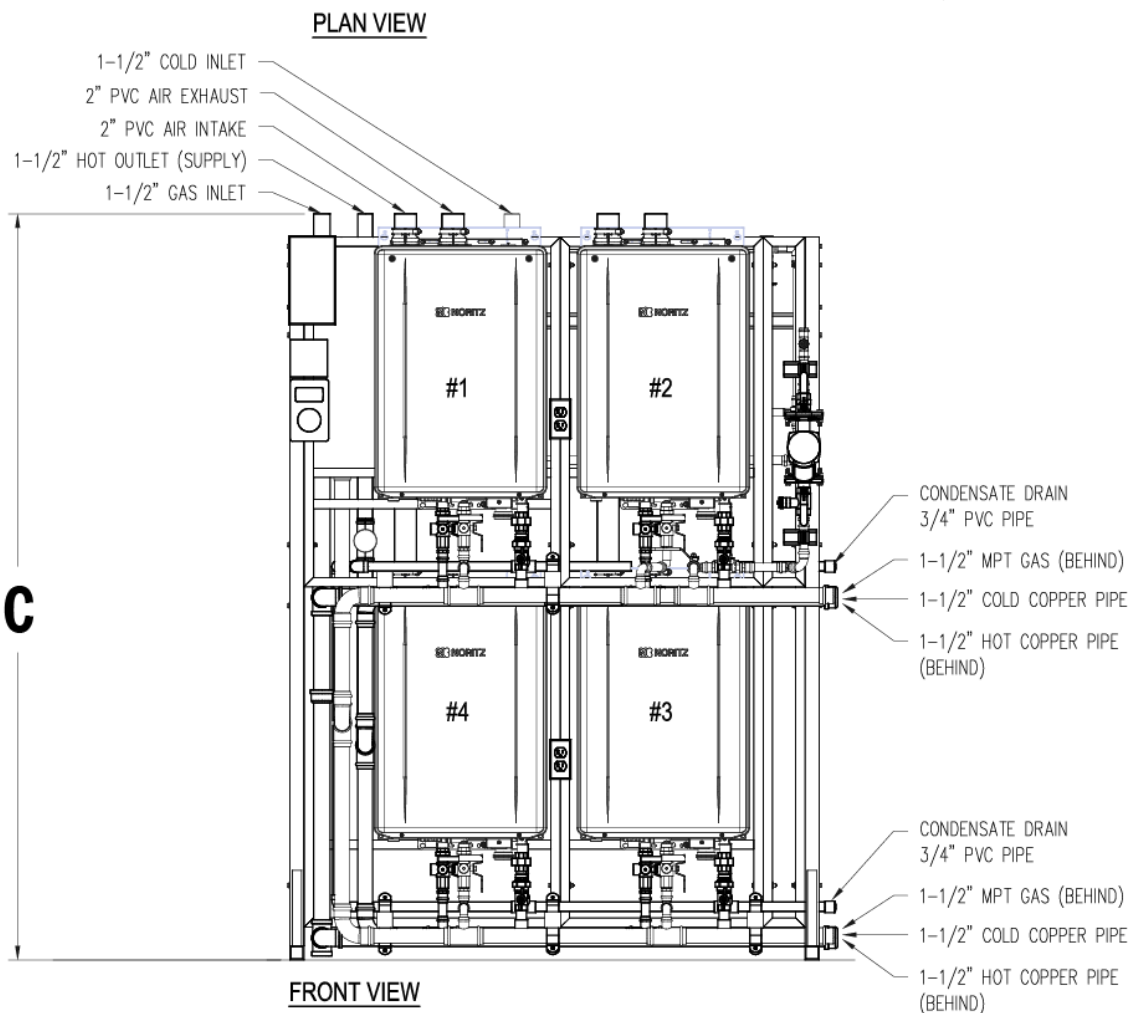 PLAN VIEW
1-1/2" COLD INLET
2" PVC AIR EXHAUST
2" PVC AIR INTAKE
1-1/2" HOT OUTLET (SUPPLY)
1-1/2" GAS INLET
NORITZ
NORITZ
#1
#2
CONDENSATE DRAIN
3/4" PVC PIPE
1-1/2" MPT GAS (BEHIND)
1-1/2" COLD COPPER PIPE
1-1/2" HOT COPPER PIPE
(BEHIND)
C
NORITZ
NORITZ
#4
#3
CONDENSATE DRAIN
3/4" PVC PIPE
1-1/2" MPT GAS (BEHIND)
1-1/2" COLD COPPER PIPE
1-1/2" HOT COPPER PIPE
(BEHIND)
FRONT VIEW